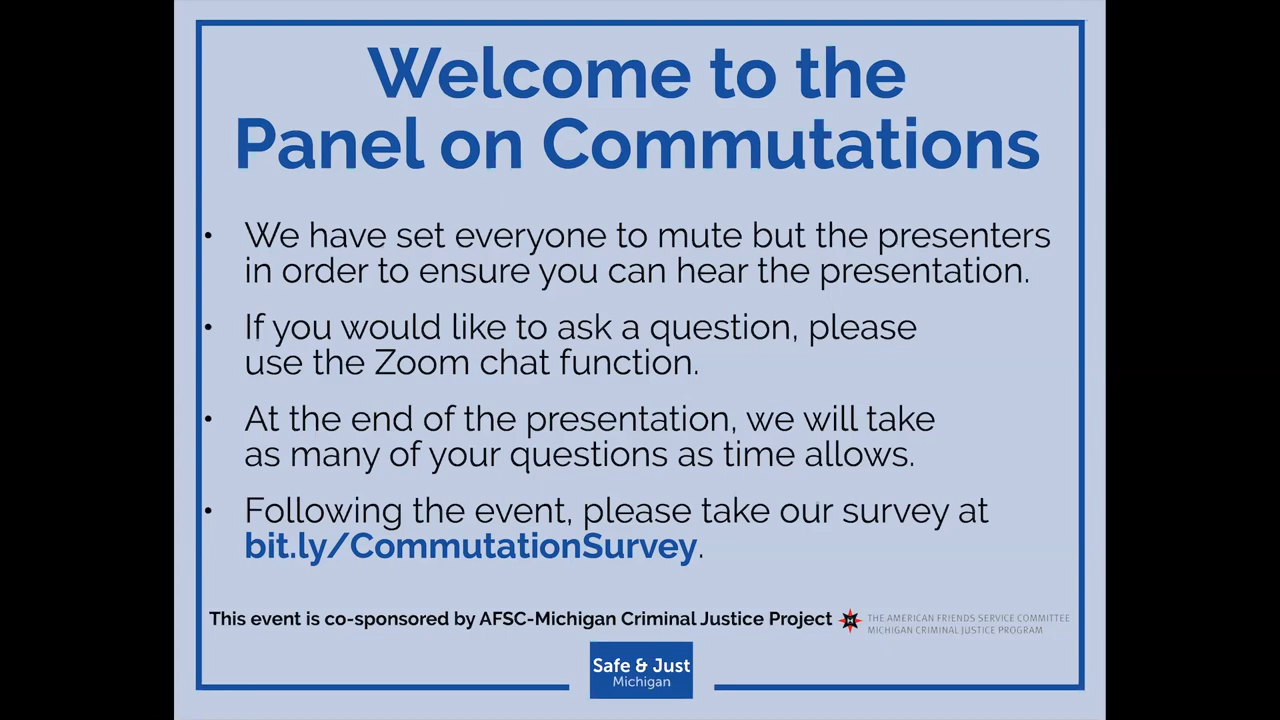 Welcome to the
Panel on Commutations
• We have set everyone to mute but the presenters
in order to ensure you can hear the presentation.
• If you would like to ask a question, please
use the Zoom chat function.
• At the end of the presentation, we will take
as many of your questions as time allows.
• Following the event, please take our survey at
bit.ly/CommutationSurvey.
This event is co-sponsored by AFSC-Michigan Criminal Justice Project
THE AMERICAN FRIENDS SERVICE COMMITTEE
MICHIGAN CRIMINAL JUSTICE PROGRAM
Safe & Just
Michigan